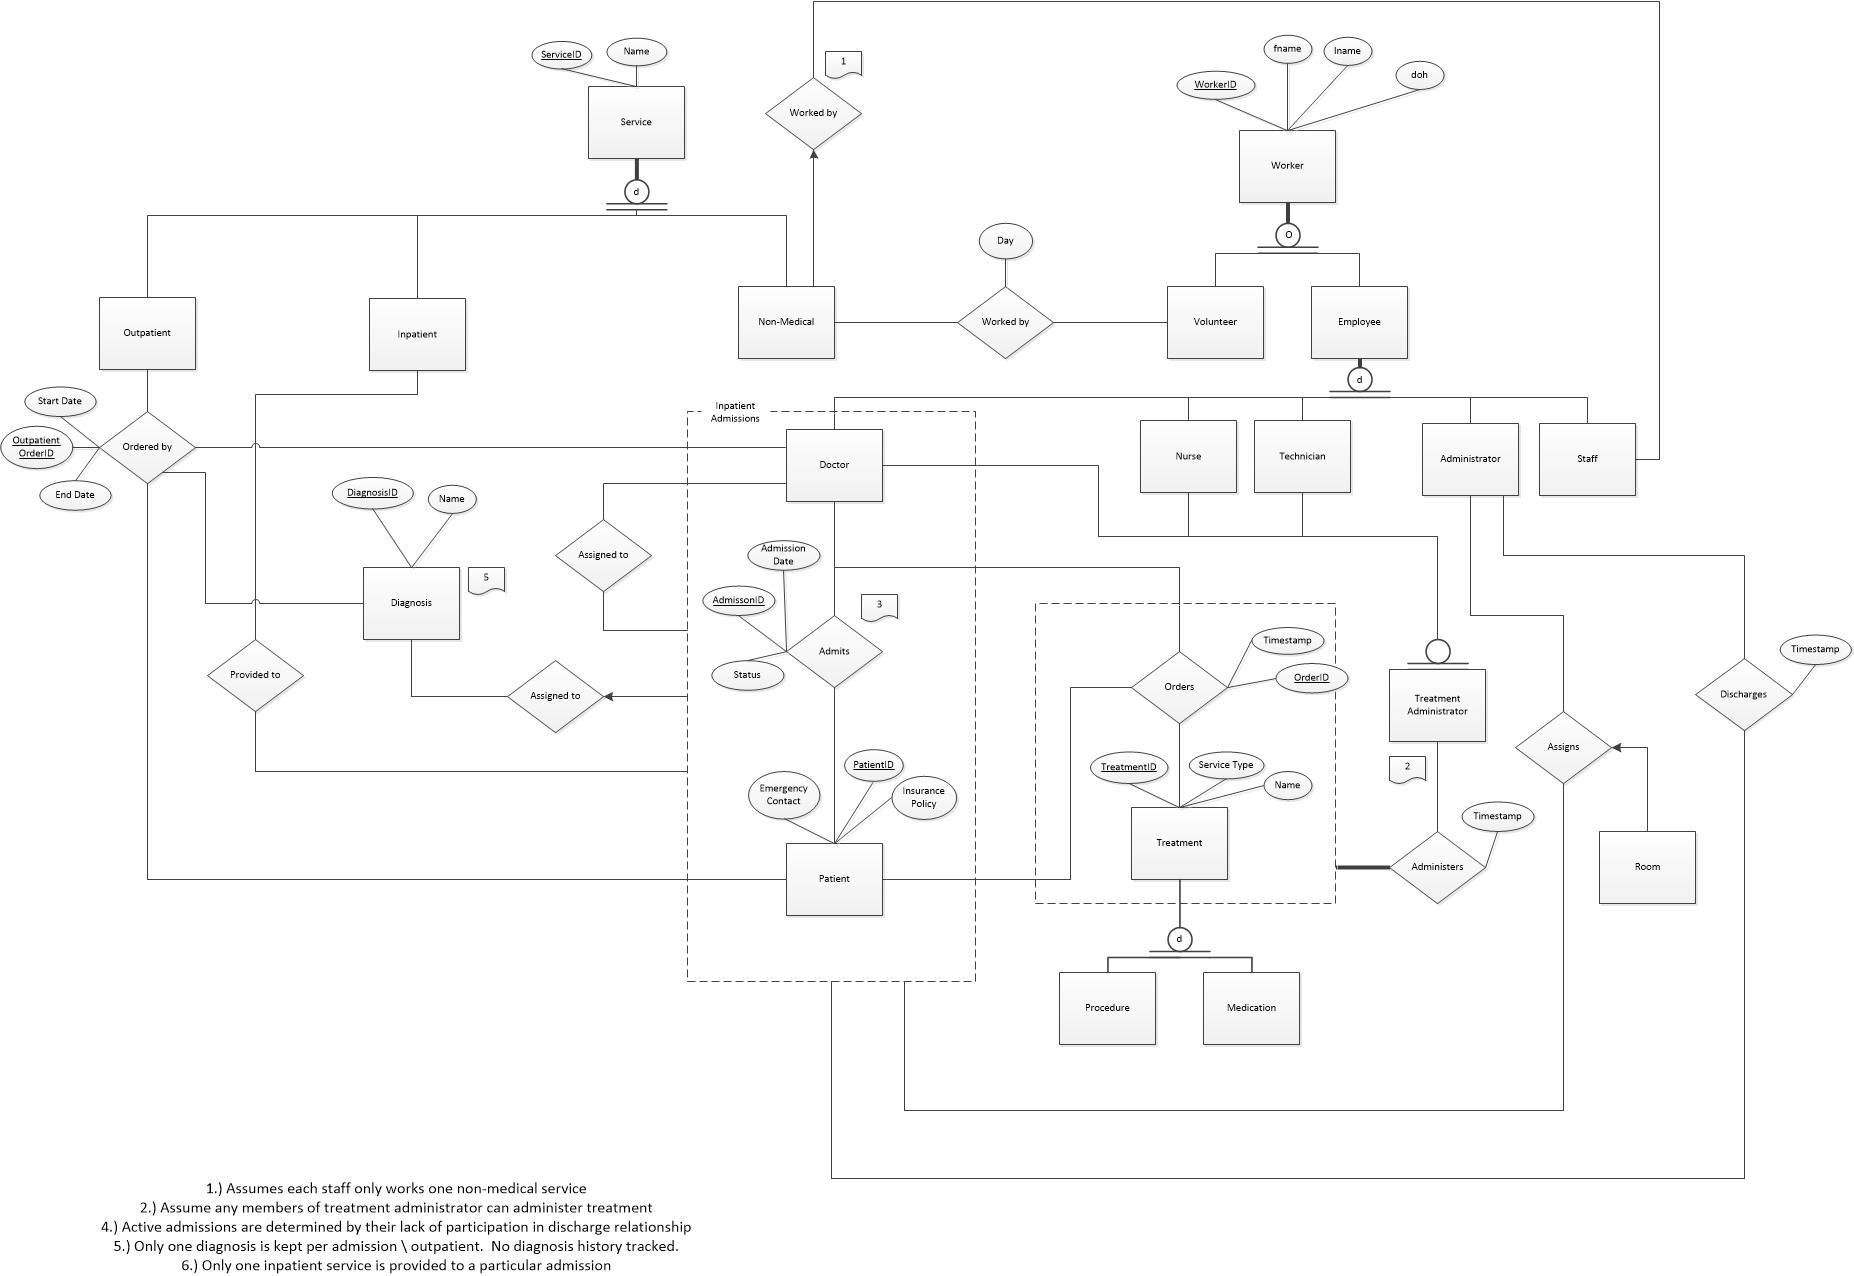 ServiceID
Name
Service
d
1
Worked by
fname
lname
doh
WorkerID
Worker
O
Day
Outpatient
Inpatient
Non-Medical
Worked by
Volunteer
Employee
d
Start Date
Outpatient
OrderID
End Date
Ordered by
Inpatient
Admissions
Doctor
Nurse
Technician
Administrator
Staff
DiagnosisID
Name
Diagnosis
5
Assigned to
Admission
Date
AdmissonID
Status
3
Admits
Provided to
Assigned to
Timestamp
OrderID
Orders
Treatment
Administrator
2
Timestamp
Discharges
Assigns
PatientID
Emergency
Contact
Insurance
Policy
Patient
TreatmentID
Service Type
Name
Treatment
Timestamp
Administers
Room
d
Procedure
Medication
1.) Assumes each staff only works one non-medical service
2.) Assume any members of treatment administrator can administer treatment
4.) Active admissions are determined by their lack of participation in discharge relationship
5.) Only one diagnosis is kept per admission \ outpatient.  No diagnosis history tracked.
6.) Only one inpatient service is provided to a particular admission